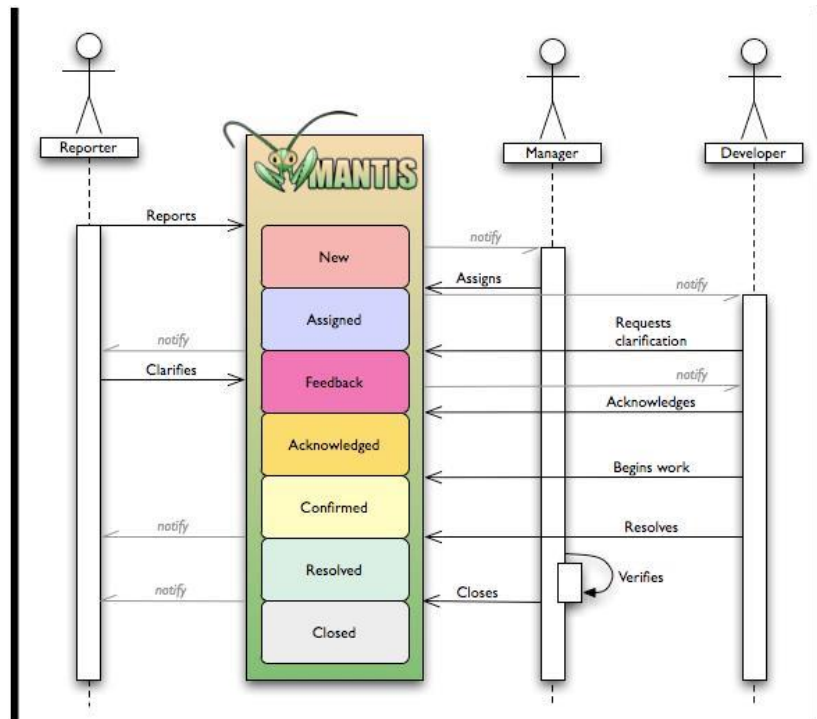 Reporter
MANTIS
Manager
Developer
Reports
notify
New
Assigns
notify
Assigned
Requests
clarification
notify
Clarifies
Feedback
notify
Acknowledges
Acknowledged
Begins work
Confirmed
notify
Resolves
Resolved
Verifies
notify
Closes
Closed